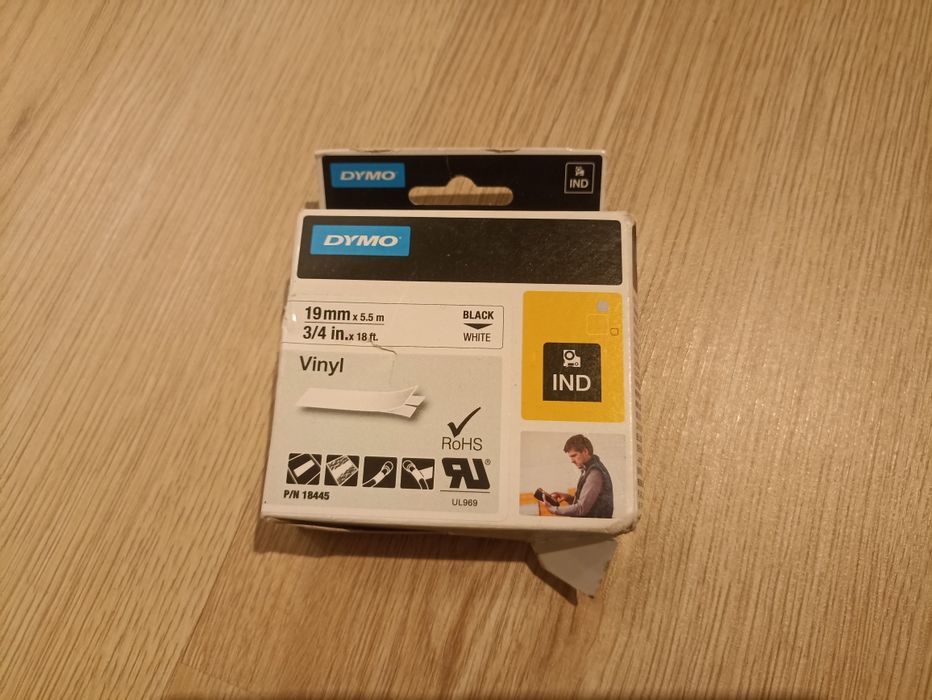 DYMO
IND
DYMO®
19mm x 5.5 m
3/4 in. x 18 ft.
BLACK
WHITE
Vinyl
IND
RoHS
®
P/N 18445
UL969